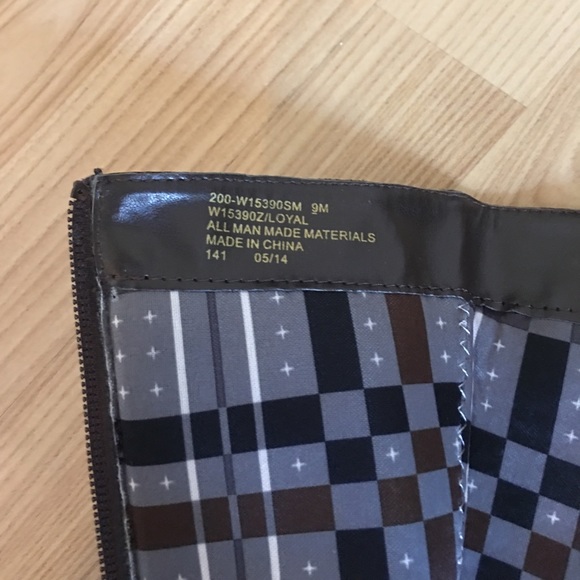 200-W15390SM 9M
W15390Z/LOYAL
ALL MAN MADE MATERIALS
MADE IN CHINA
141 05/14